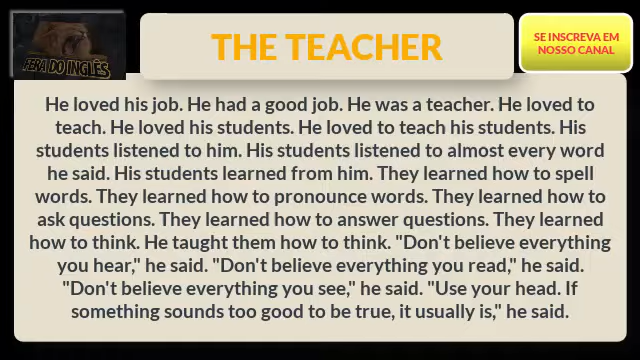 FERA DO INGLÊS
THE TEACHER
SE INSCREVA EM
NOSSO CANAL
He loved his job. He had a good job. He was a teacher. He loved to
teach. He loved his students. He loved to teach his students. His
students listened to him. His students listened to almost every word
he said. His students learned from him. They learned how to spell
words. They learned how to pronounce words. They learned how to
ask questions. They learned how to answer questions. They learned
how to think. He taught them how to think. "Don't believe everything
you hear," he said. "Don't believe everything you read," he said.
"Don't believe everything you see," he said. "Use your head. If
something sounds too good to be true, it usually is," he said.